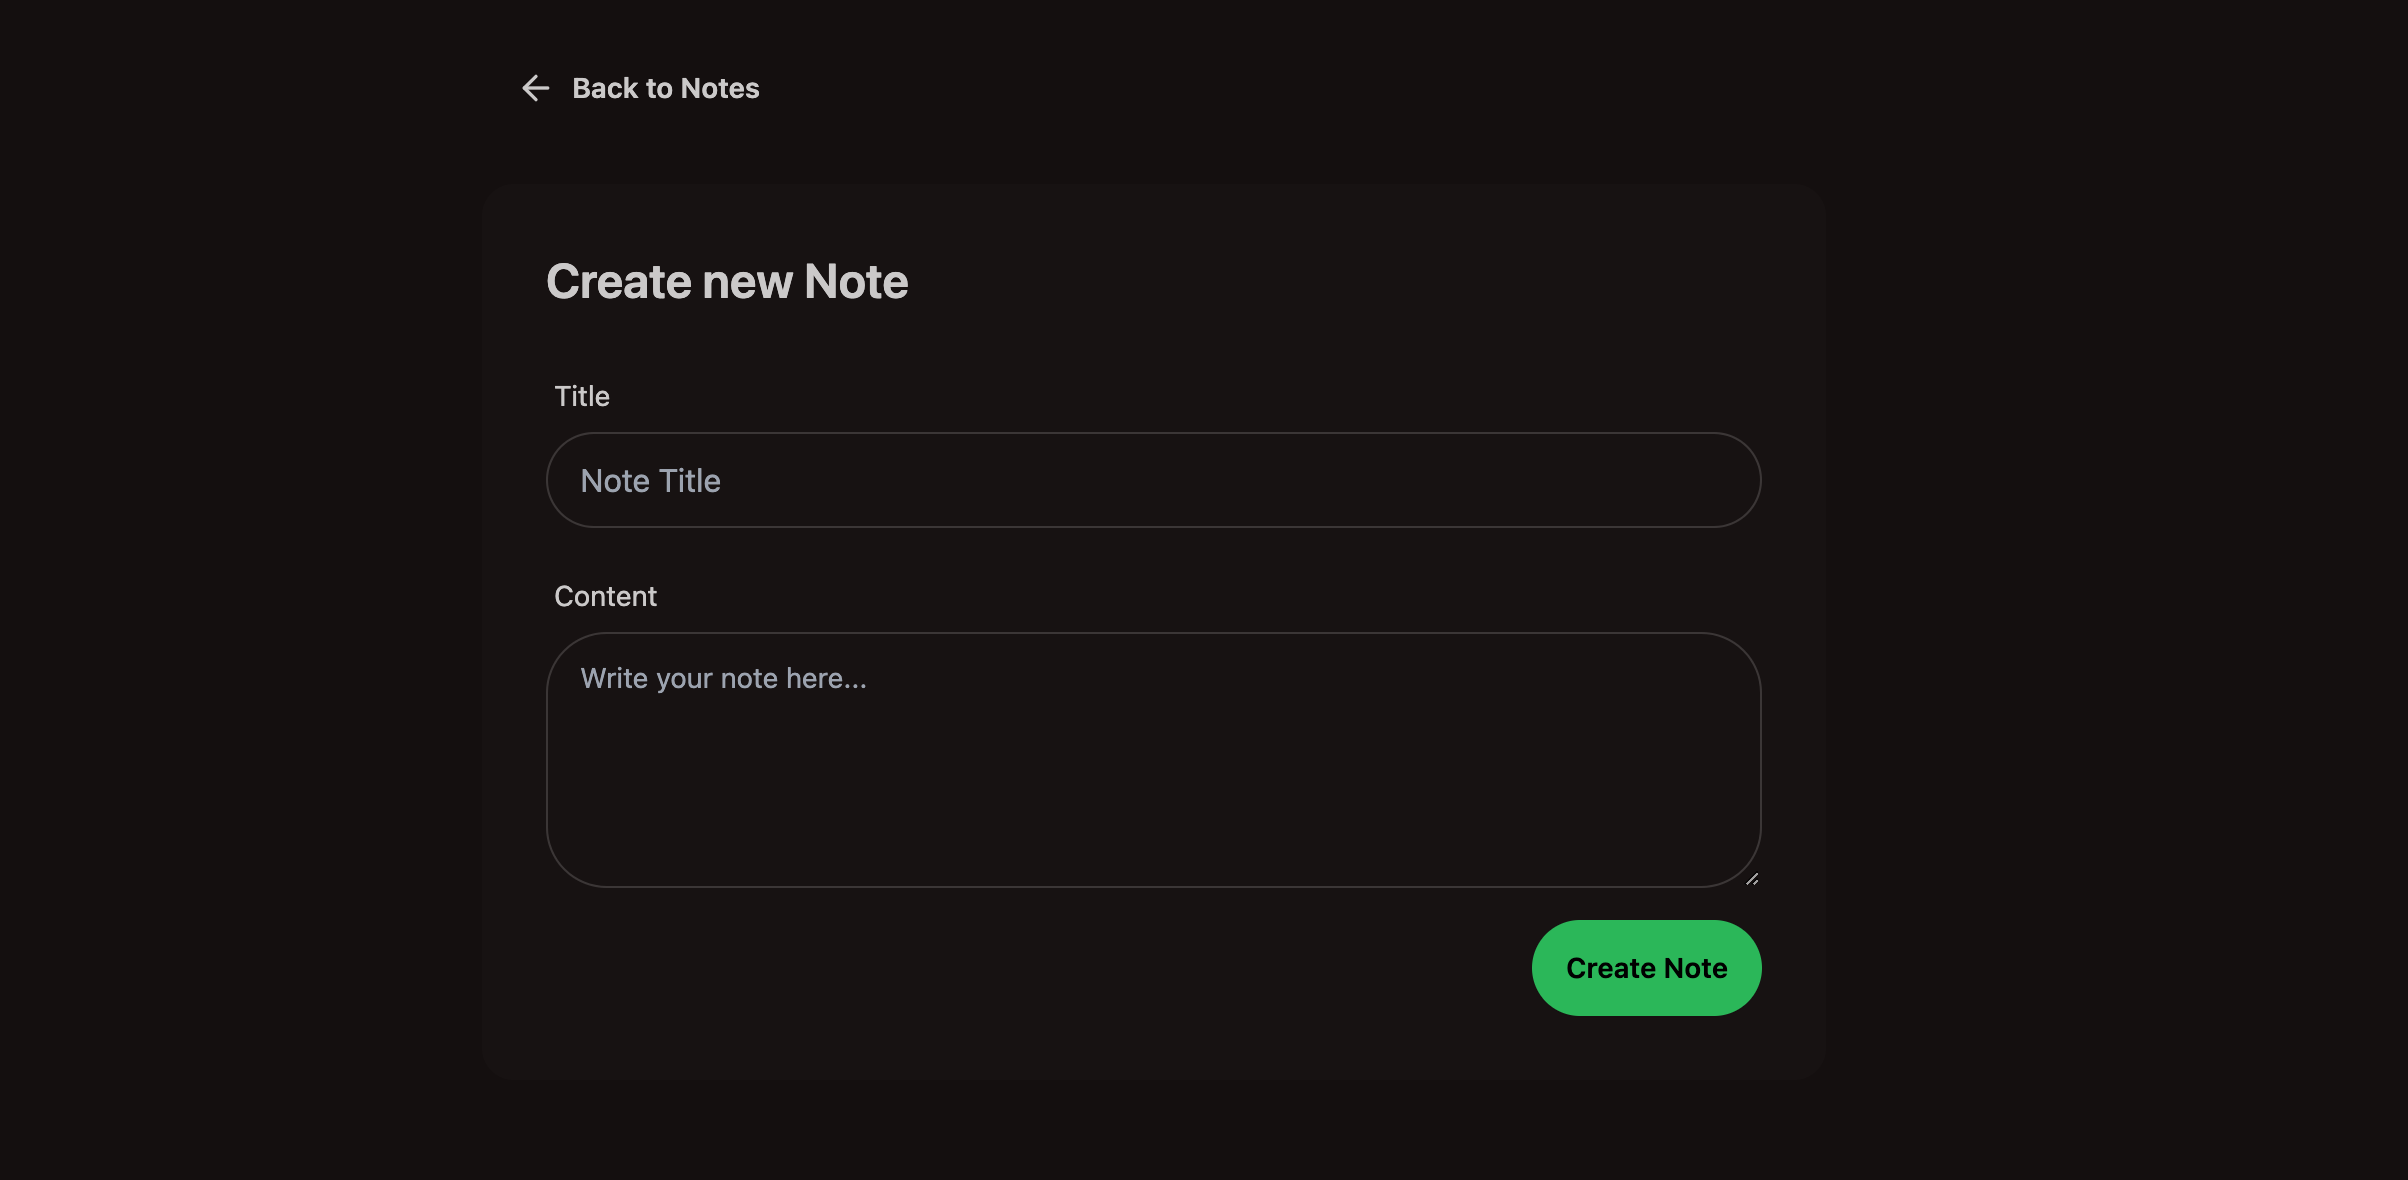 Back to Notes
Create new Note
Title
Note Title
Content
Write your note here...
Create Note